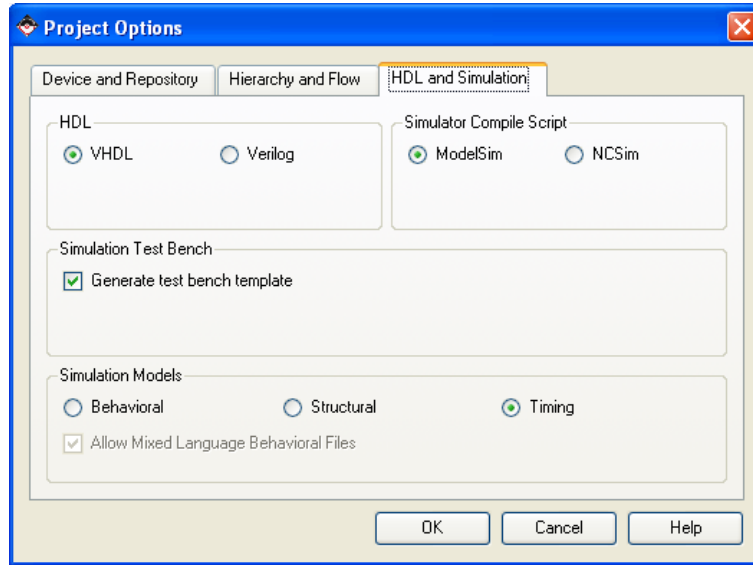 Project Options
Device and Repository Hierarchy and Flow HDL and Simulation
HDL
VHDL Verilog
Simulator Compile Script
ModelSim NCSim
Simulation Test Bench
Generate test bench template
Simulation Models
Behavioral Structural Timing
Allow Mixed Language Behavioral Files
OK Cancel Help